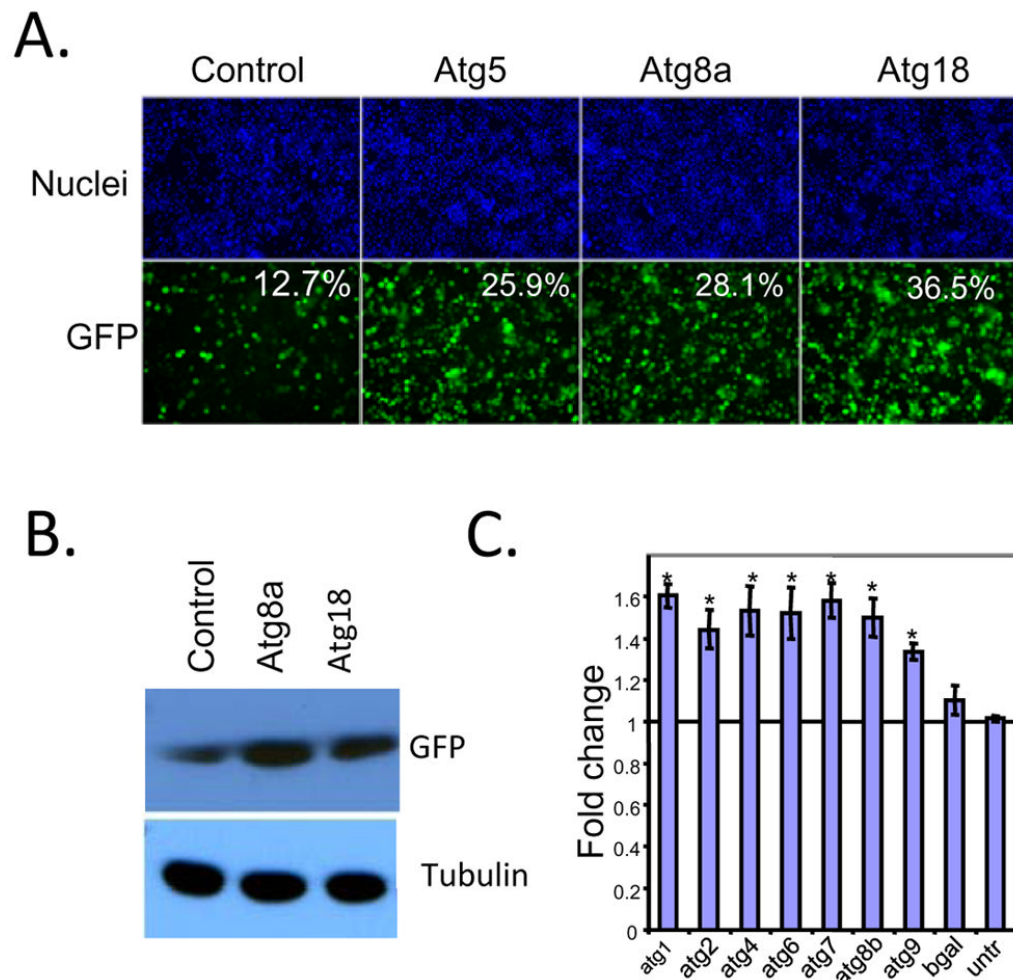 A.
Control Atg5 Atg8a Atg18
Nuclei
12.7% 25.9% 28.1% 36.5%
GFP
B.
Control Atg8a Atg18
GFP
Tubulin
C.
Fold change
1.6
1.4
1.2
1
0.8
0.6
0.4
0.2
0
* * * * * * *
atg1 atg2 atg4 atg6 atg7 atg8b atg9 bgal untr